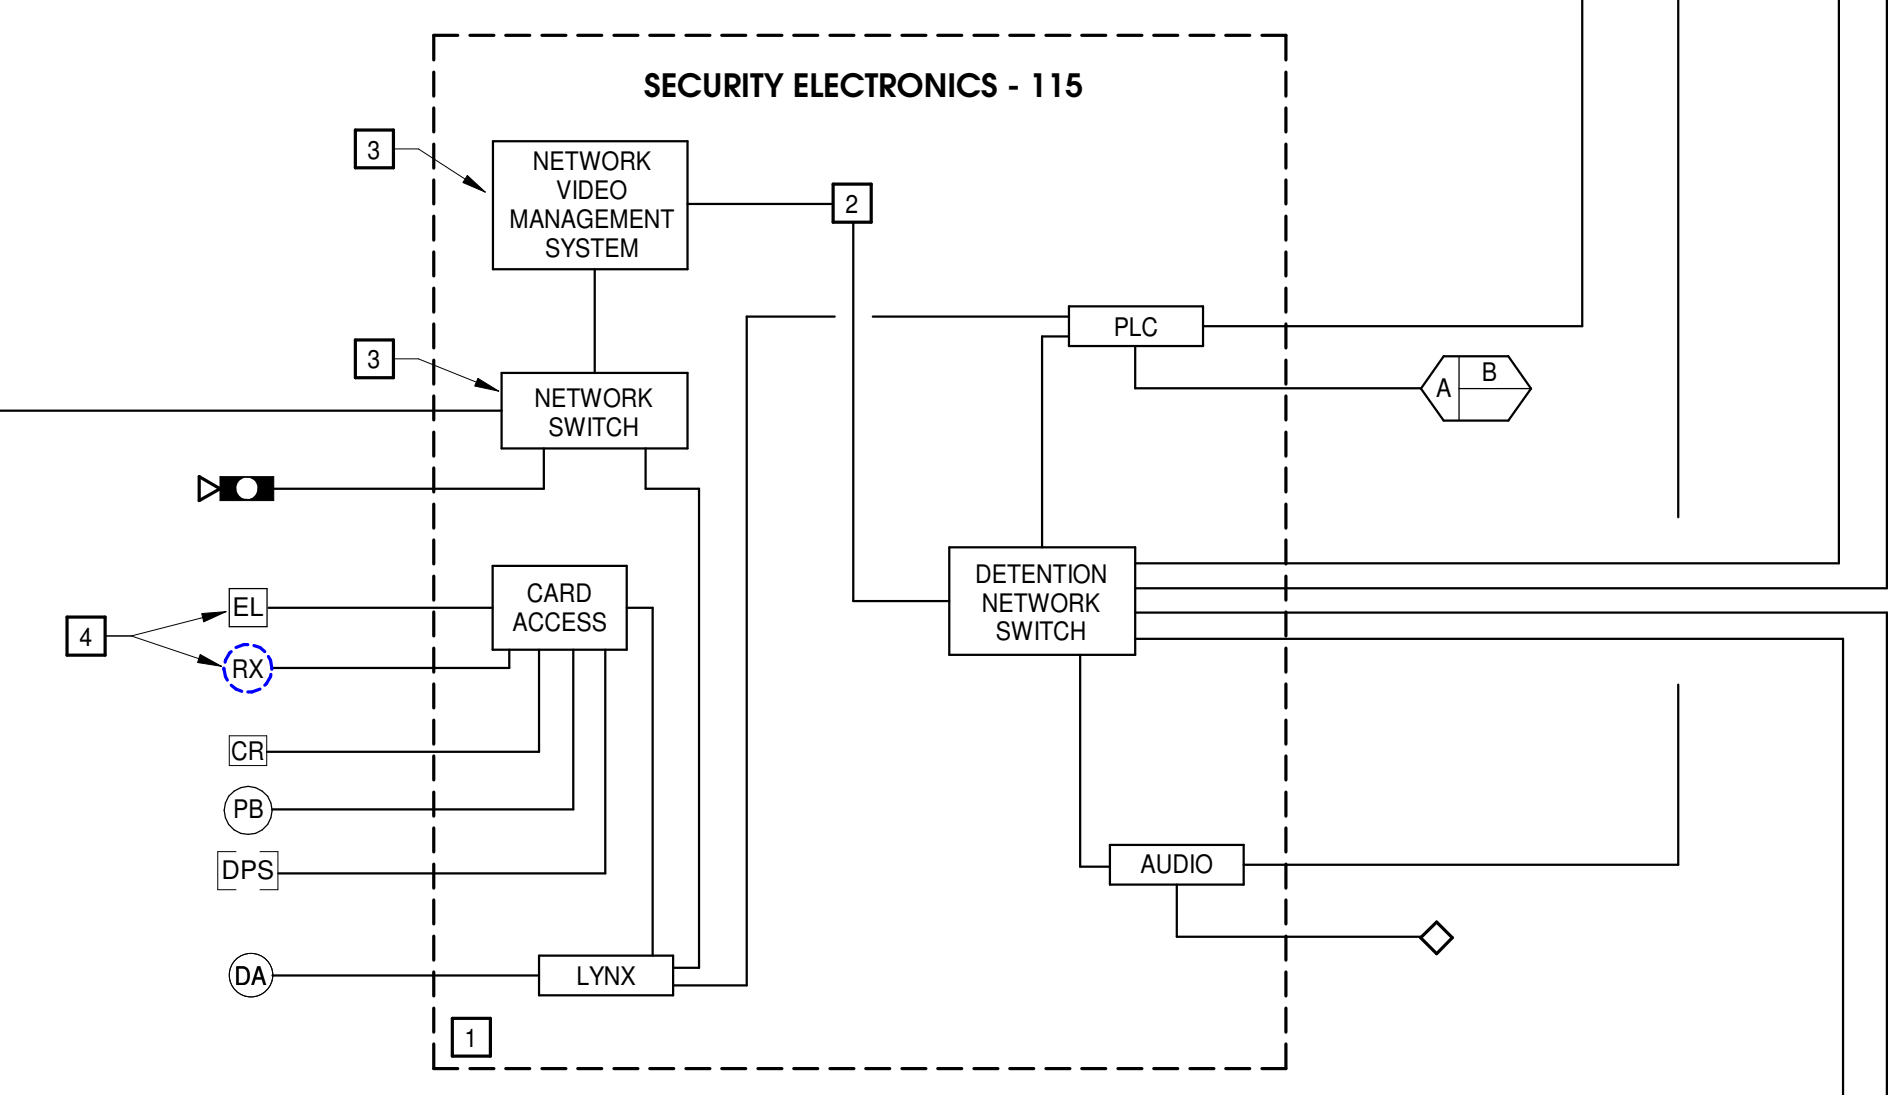 SECURITY ELECTRONICS - 115
3
NETWORK
VIDEO
MANAGEMENT
SYSTEM
2
PLC
3
NETWORK
SWITCH
A
B
CARD
ACCESS
EL
4
RX
DETENTION
NETWORK
SWITCH
CR
PB
DPS
AUDIO
DA
LYNX
1